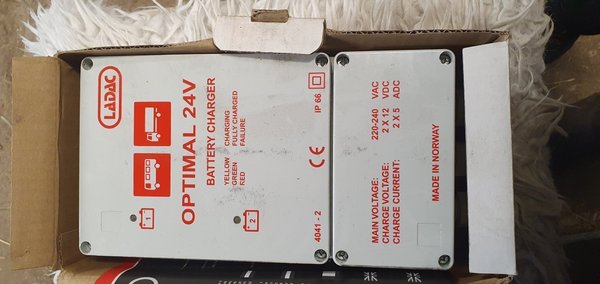 LADAC
OPTIMAL 24V
BATTERY CHARGER
YELLOW CHARGING
GREEN FULLY CHARGED
RED FAILURE
1
2
4041 - 2
CE
IP 66
MAIN VOLTAGE: 220-240 VAC
CHARGE VOLTAGE: 2 X 12 VDC
CHARGE CURRENT: 2 X 5 ADC
MADE IN NORWAY